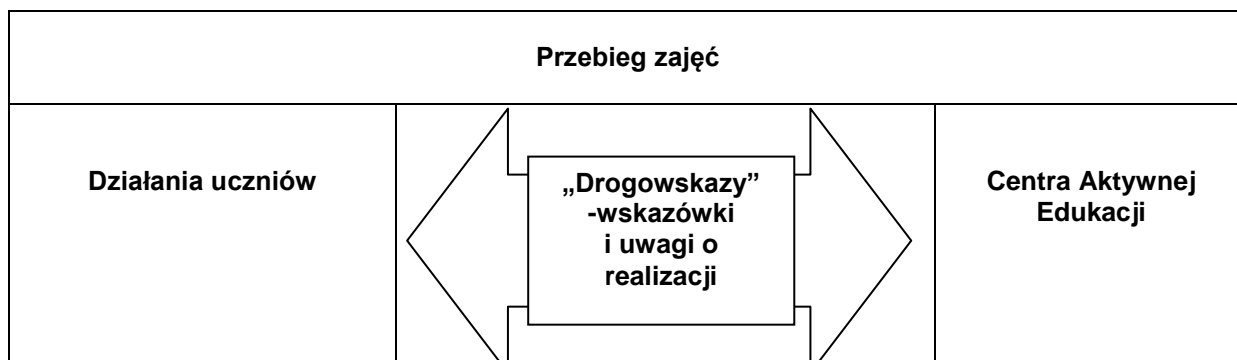 Przebieg zajęć
Działania uczniów
„Drogowskazy”
-wskazówki
i uwagi o
realizacji
Centra Aktywnej
Edukacji